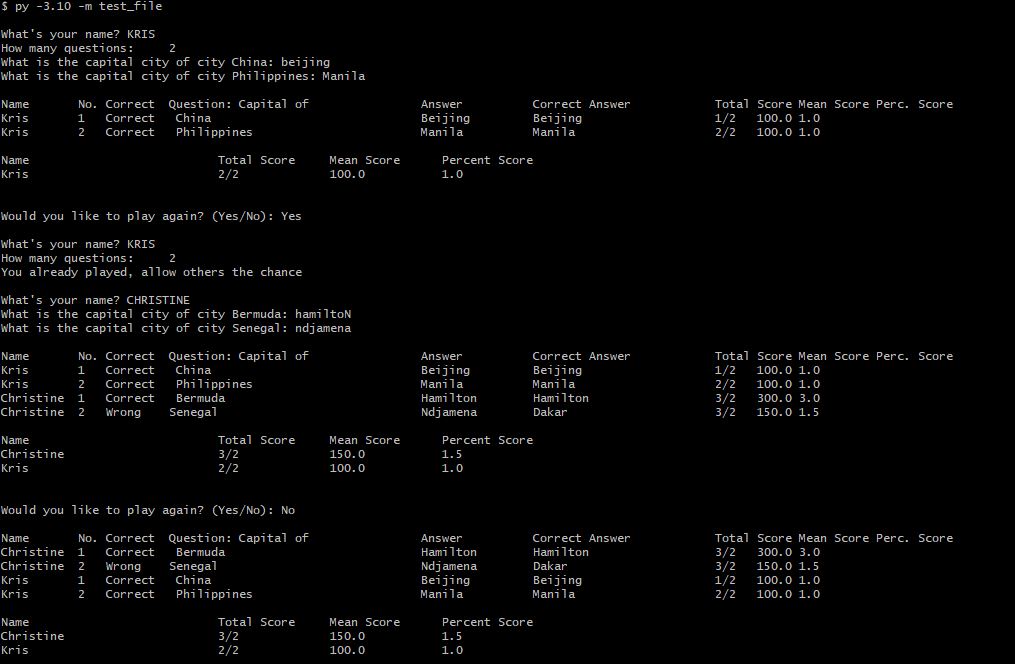 $ py -3.10 -m test_file
What's your name? KRIS
How many questions:     2
What is the capital city of city China: beijing
What is the capital city of city Philippines: Manila
Name       No. Correct  Question: Capital of                Answer          Correct Answer            Total Score Mean Score Perc. Score
Kris       1   Correct   China                              Beijing         Beijing                   1/2   100.0 1.0
Kris       2   Correct   Philippines                        Manila          Manila                    2/2   100.0 1.0
Name                           Total Score     Mean Score      Percent Score
Kris                           2/2             100.0           1.0
Would you like to play again? (Yes/No): Yes
What's your name? KRIS
How many questions:     2
You already played, allow others the chance
What's your name? CHRISTINE
What is the capital city of city Bermuda: hamiltoN
What is the capital city of city Senegal: ndjamena
Name       No. Correct  Question: Capital of                Answer          Correct Answer            Total Score Mean Score Perc. Score
Kris       1   Correct   China                              Beijing         Beijing                   1/2   100.0 1.0
Kris       2   Correct   Philippines                        Manila          Manila                    2/2   100.0 1.0
Christine  1   Correct   Bermuda                            Hamilton        Hamilton                  3/2   300.0 3.0
Christine  2   Wrong    Senegal                             Ndjamena        Dakar                     3/2   150.0 1.5
Name                           Total Score     Mean Score      Percent Score
Christine                      3/2             150.0           1.5
Kris                           2/2             100.0           1.0
Would you like to play again? (Yes/No): No
Name       No. Correct  Question: Capital of                Answer          Correct Answer            Total Score Mean Score Perc. Score
Christine  1   Correct   Bermuda                            Hamilton        Hamilton                  3/2   300.0 3.0
Christine  2   Wrong    Senegal                             Ndjamena        Dakar                     3/2   150.0 1.5
Kris       1   Correct   China                              Beijing         Beijing                   1/2   100.0 1.0
Kris       2   Correct   Philippines                        Manila          Manila                    2/2   100.0 1.0
Name                           Total Score     Mean Score      Percent Score
Christine                      3/2             150.0           1.5
Kris                           2/2             100.0           1.0